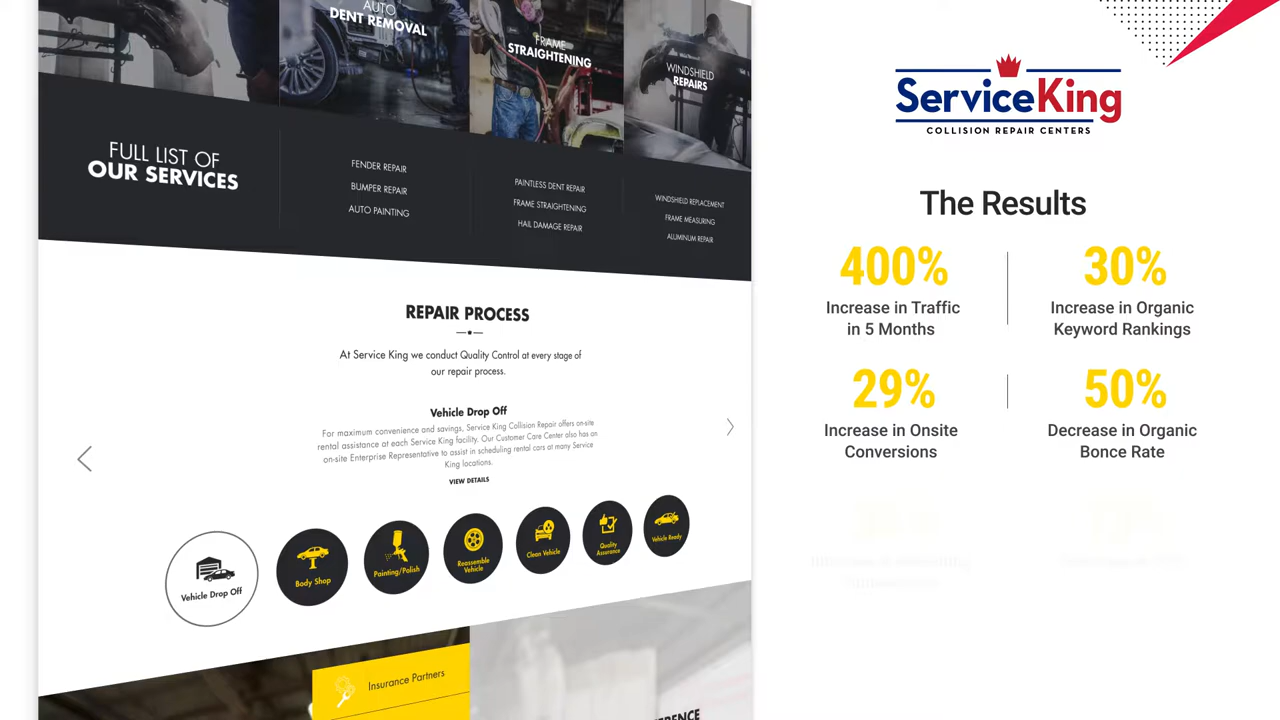 AUTO
DENT REMOVAL
FRAME
STRAIGHTENING
WINDSHIELD
REPAIRS
FULL LIST OF
OUR SERVICES
FENDER REPAIR
BUMPER REPAIR
AUTO PAINTING
PAINTLESS DENT REPAIR
FRAME STRAIGHTENING
HAIL DAMAGE REPAIR
WINDSHIELD REPLACEMENT
FRAME MEASURING
ALUMINUM REPAIR
REPAIR PROCESS
At Service King we conduct Quality Control at every stage of
our repair process.
Vehicle Drop Off
For maximum convenience and savings, Service King Collision Repair offers on-site
rental assistance at each Service King facility. Our Customer Care Center also has an
on-site Enterprise Representative to assist in scheduling rental cars at many Service
King locations.
VIEW DETAILS
Vehicle Drop Off
Body Shop
Painting/Polish
Reassemble
Vehicle
Clean Vehicle
Quality
Assurance
Vehicle Ready
Insurance Partners
ServiceKing
COLLISION REPAIR CENTERS
The Results
400%
Increase in Traffic
in 5 Months
30%
Increase in Organic
Keyword Rankings
29%
Increase in Onsite
Conversions
50%
Decrease in Organic
Bonce Rate